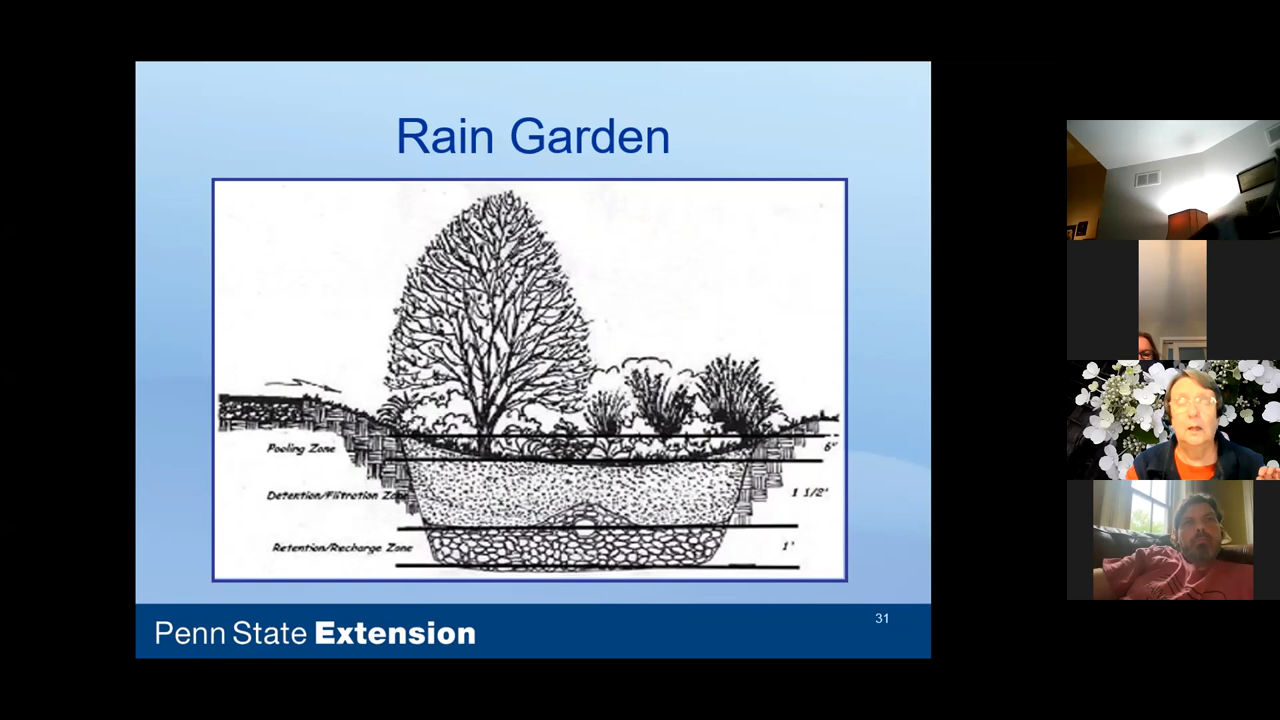 Rain Garden
Pooling Zone
6"
Detention/Filtration Zone
1 1/2'
Retention/Recharge Zone
1'
31
Penn State Extension